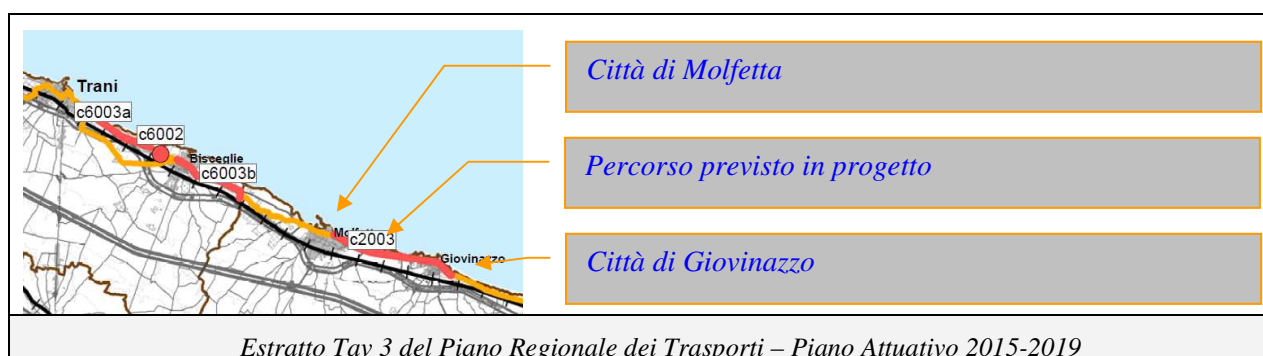 Trani
c6003a
c6002
Bisceglie
c6003b
c2003
Giovinazzo
Città di Molfetta
Percorso previsto in progetto
Città di Giovinazzo
Estratto Tav 3 del Piano Regionale dei Trasporti – Piano Attuativo 2015-2019